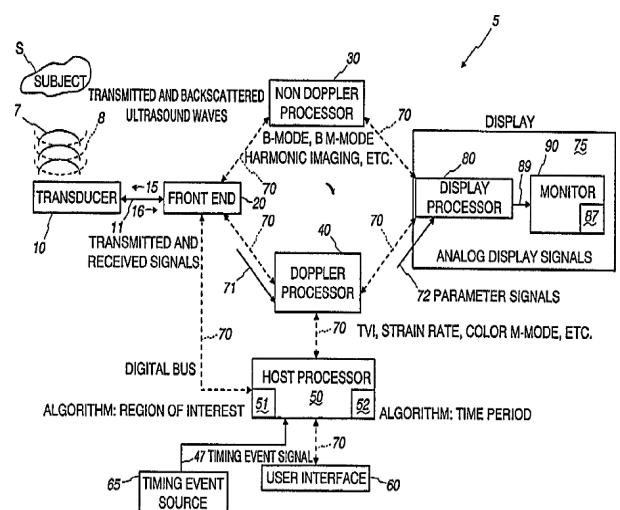 S
SUBJECT
5
30
TRANSMITTED AND BACKSCATTERED
ULTRASOUND WAVES
NON DOPPLER
PROCESSOR
7
8
70
B-MODE, B M-MODE
HARMONIC IMAGING, ETC.
DISPLAY
80
90
75
TRANSDUCER
15
11
16
FRONT END
70
20
DISPLAY
PROCESSOR
89
MONITOR
87
10
TRANSMITTED AND
RECEIVED SIGNALS
70
40
70
ANALOG DISPLAY SIGNALS
71
DOPPLER
PROCESSOR
72 PARAMETER SIGNALS
70
70
TVI, STRAIN RATE, COLOR M-MODE, ETC.
DIGITAL BUS
HOST PROCESSOR
51
50
52
ALGORITHM: REGION OF INTEREST
ALGORITHM: TIME PERIOD
47 TIMING EVENT SIGNAL
70
65
TIMING EVENT
SOURCE
USER INTERFACE
60